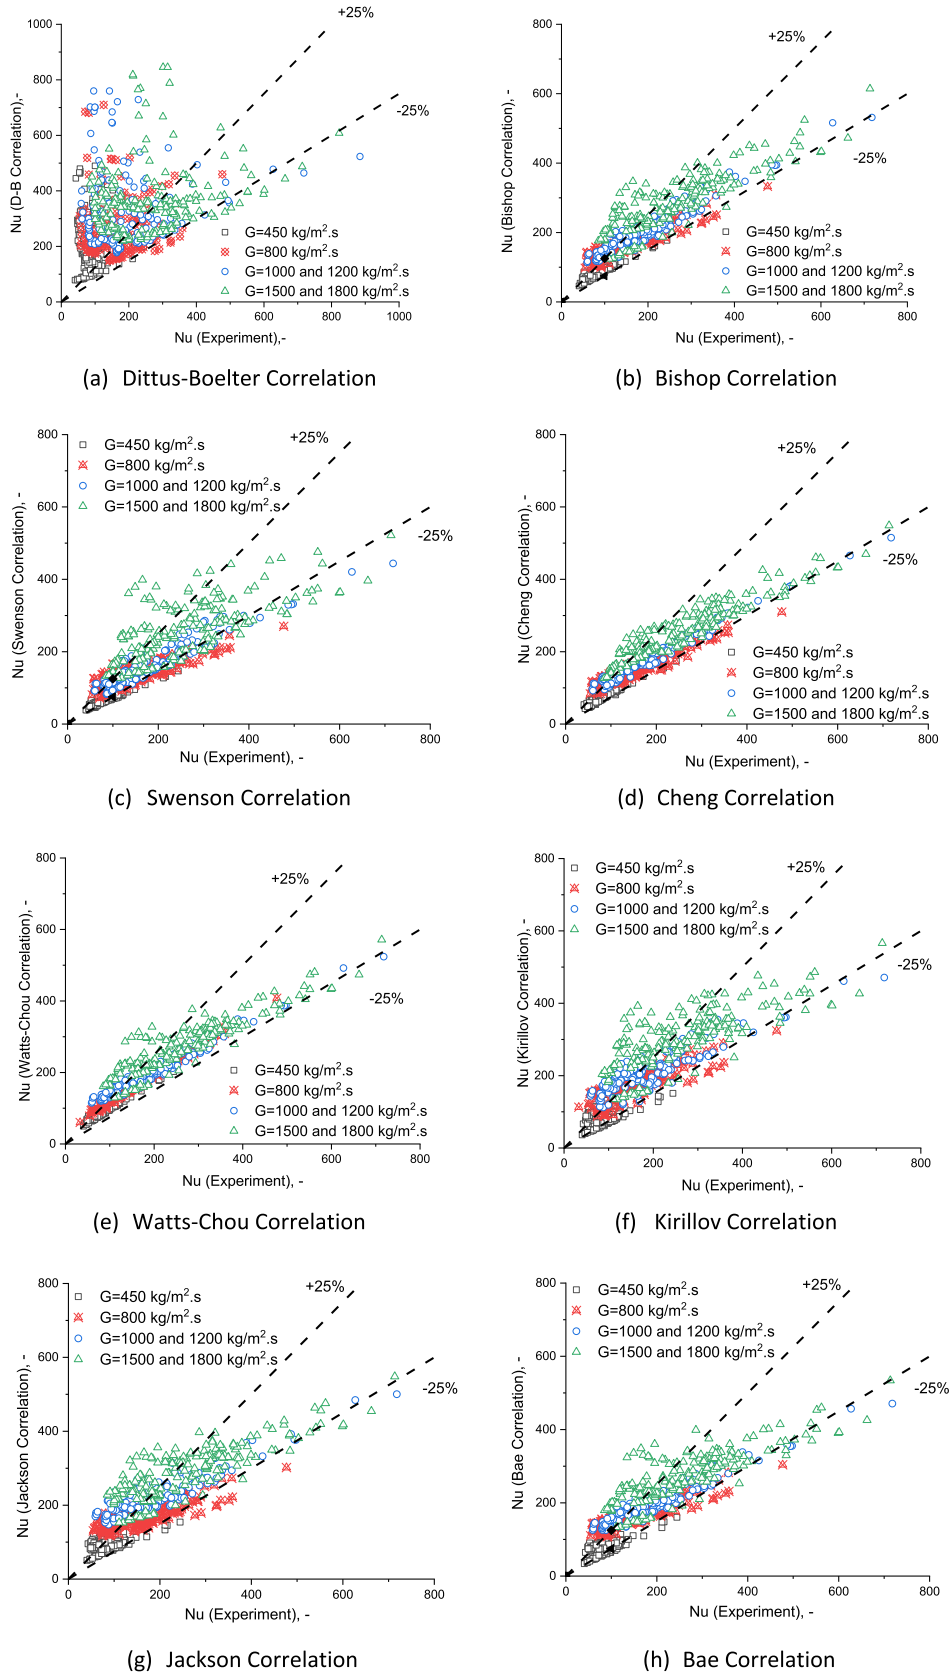 1000
800
600
400
200
0
Nu (D-B Correlation),-
+25%
-25%
G=450 kg/m².s
G=800 kg/m².s
G=1000 and 1200 kg/m².s
G=1500 and 1800 kg/m².s
0 200 400 600 800 1000
Nu (Experiment),-
(a) Dittus-Boelter Correlation
800
600
400
200
0
Nu (Bishop Correlation), -
+25%
-25%
G=450 kg/m².s
G=800 kg/m².s
G=1000 and 1200 kg/m².s
G=1500 and 1800 kg/m².s
0 200 400 600 800
Nu (Experiment), -
(b) Bishop Correlation
800
600
400
200
0
Nu (Swenson Correlation), -
G=450 kg/m².s
G=800 kg/m².s
G=1000 and 1200 kg/m².s
G=1500 and 1800 kg/m².s
+25%
-25%
0 200 400 600 800
Nu (Experiment), -
(c) Swenson Correlation
800
600
400
200
0
Nu (Cheng Correlation), -
+25%
-25%
G=450 kg/m².s
G=800 kg/m².s
G=1000 and 1200 kg/m².s
G=1500 and 1800 kg/m².s
0 200 400 600 800
Nu (Experiment), -
(d) Cheng Correlation
800
600
400
200
0
Nu (Watts-Chou Correlation), -
+25%
-25%
G=450 kg/m².s
G=800 kg/m².s
G=1000 and 1200 kg/m².s
G=1500 and 1800 kg/m².s
0 200 400 600 800
Nu (Experiment), -
(e) Watts-Chou Correlation
800
600
400
200
0
Nu (Kirillov Correlation), -
G=450 kg/m².s
G=800 kg/m².s
G=1000 and 1200 kg/m².s
G=1500 and 1800 kg/m².s
+25%
-25%
0 200 400 600 800
Nu (Experiment), -
(f) Kirillov Correlation
800
600
400
200
0
Nu (Jackson Correlation), -
G=450 kg/m².s
G=800 kg/m².s
G=1000 and 1200 kg/m².s
G=1500 and 1800 kg/m².s
+25%
-25%
0 200 400 600 800
Nu (Experiment), -
(g) Jackson Correlation
800
600
400
200
0
Nu (Bae Correlation), -
G=450 kg/m².s
G=800 kg/m².s
G=1000 and 1200 kg/m².s
G=1500 and 1800 kg/m².s
+25%
-25%
0 200 400 600 800
Nu (Experiment), -
(h) Bae Correlation